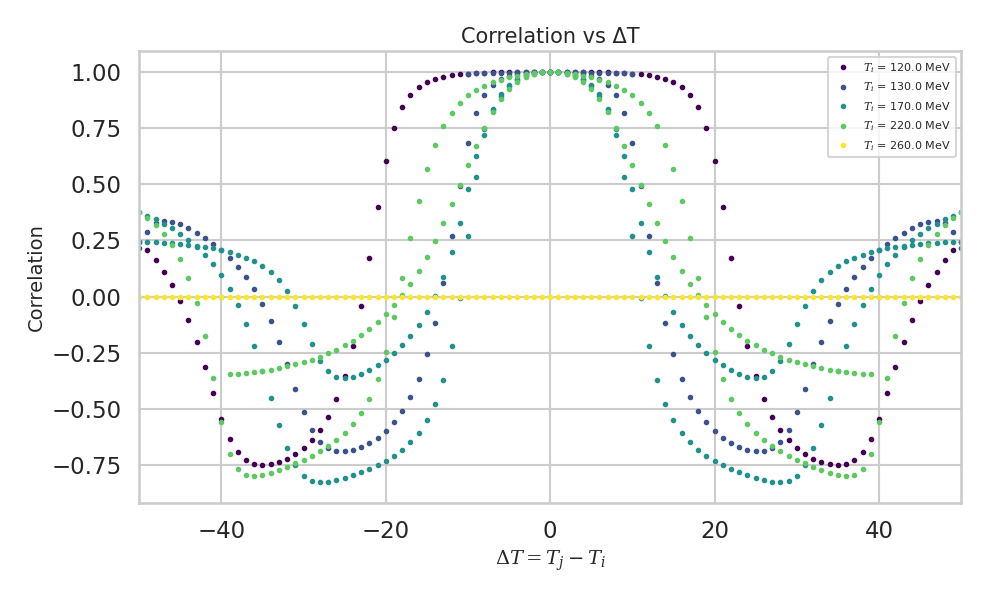 Correlation vs ΔT
Correlation
1.00
0.75
0.50
0.25
0.00
−0.25
−0.50
−0.75
−40
−20
0
20
40
ΔT = Tj − Ti
Ti = 120.0 MeV
Ti = 130.0 MeV
Ti = 170.0 MeV
Ti = 220.0 MeV
Ti = 260.0 MeV